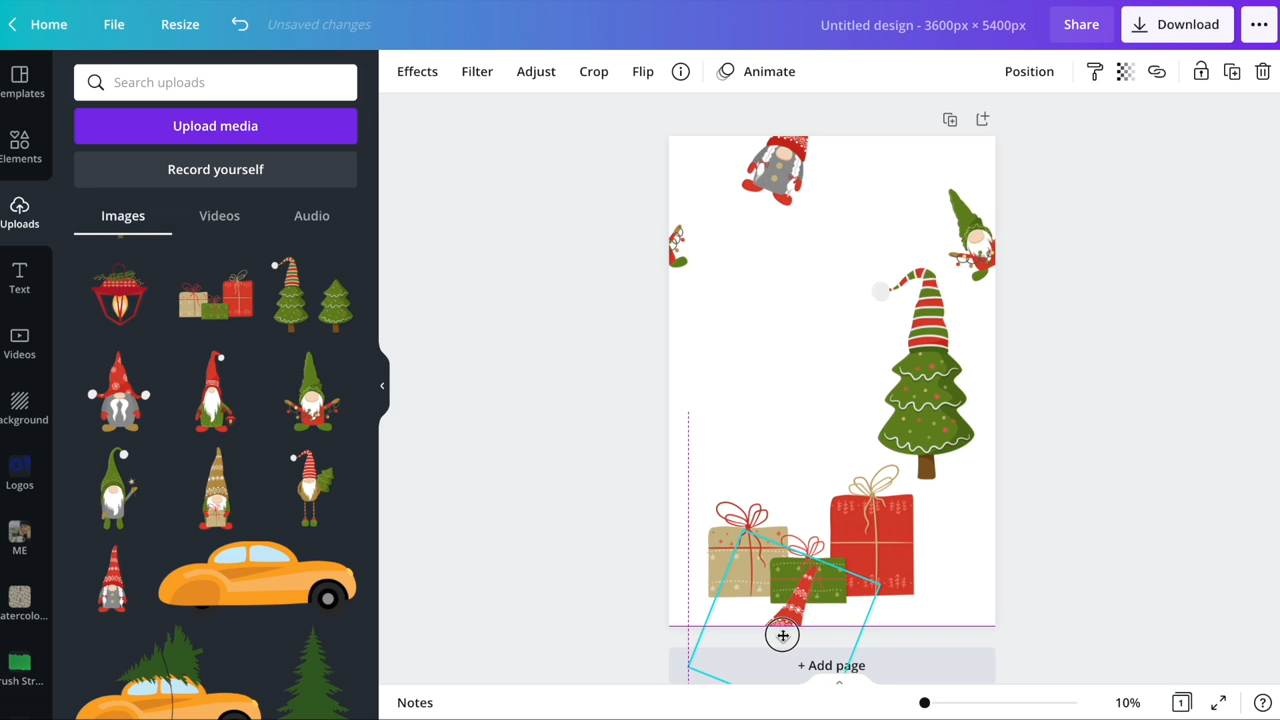 Home File Resize Unsaved changes Untitled design - 3600px × 5400px Share Download
Effects Filter Adjust Crop Flip Animate Position
emplates
Elements
Uploads
Text
Videos
ackground
Logos
ME
atercolo...
rush Str...
Search uploads
Upload media
Record yourself
Images Videos Audio
+ Add page
Notes 10% 1